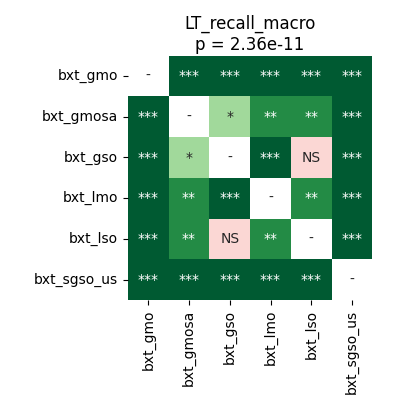 LT_recall_macro
p = 2.36e-11
bxt_gmo - *** *** *** *** ***
bxt_gmosa *** - * ** ** ***
bxt_gso *** * - *** NS ***
bxt_lmo *** ** *** - ** ***
bxt_lso *** ** NS ** - ***
bxt_sgso_us *** *** *** *** *** -
bxt_gmo bxt_gmosa bxt_gso bxt_lmo bxt_lso bxt_sgso_us